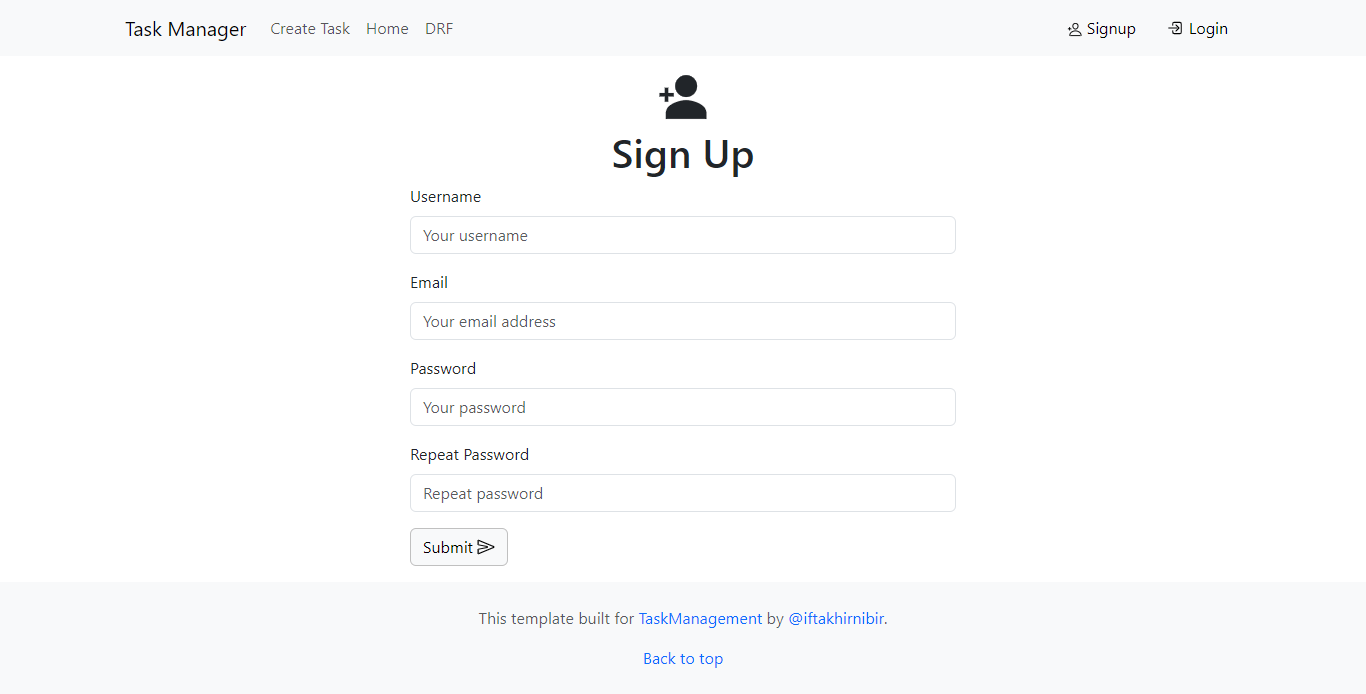 Task Manager Create Task Home DRF Signup Login
Sign Up
Username
Your username
Email
Your email address
Password
Your password
Repeat Password
Repeat password
Submit
This template built for TaskManagement by @iftakhirnibir.
Back to top